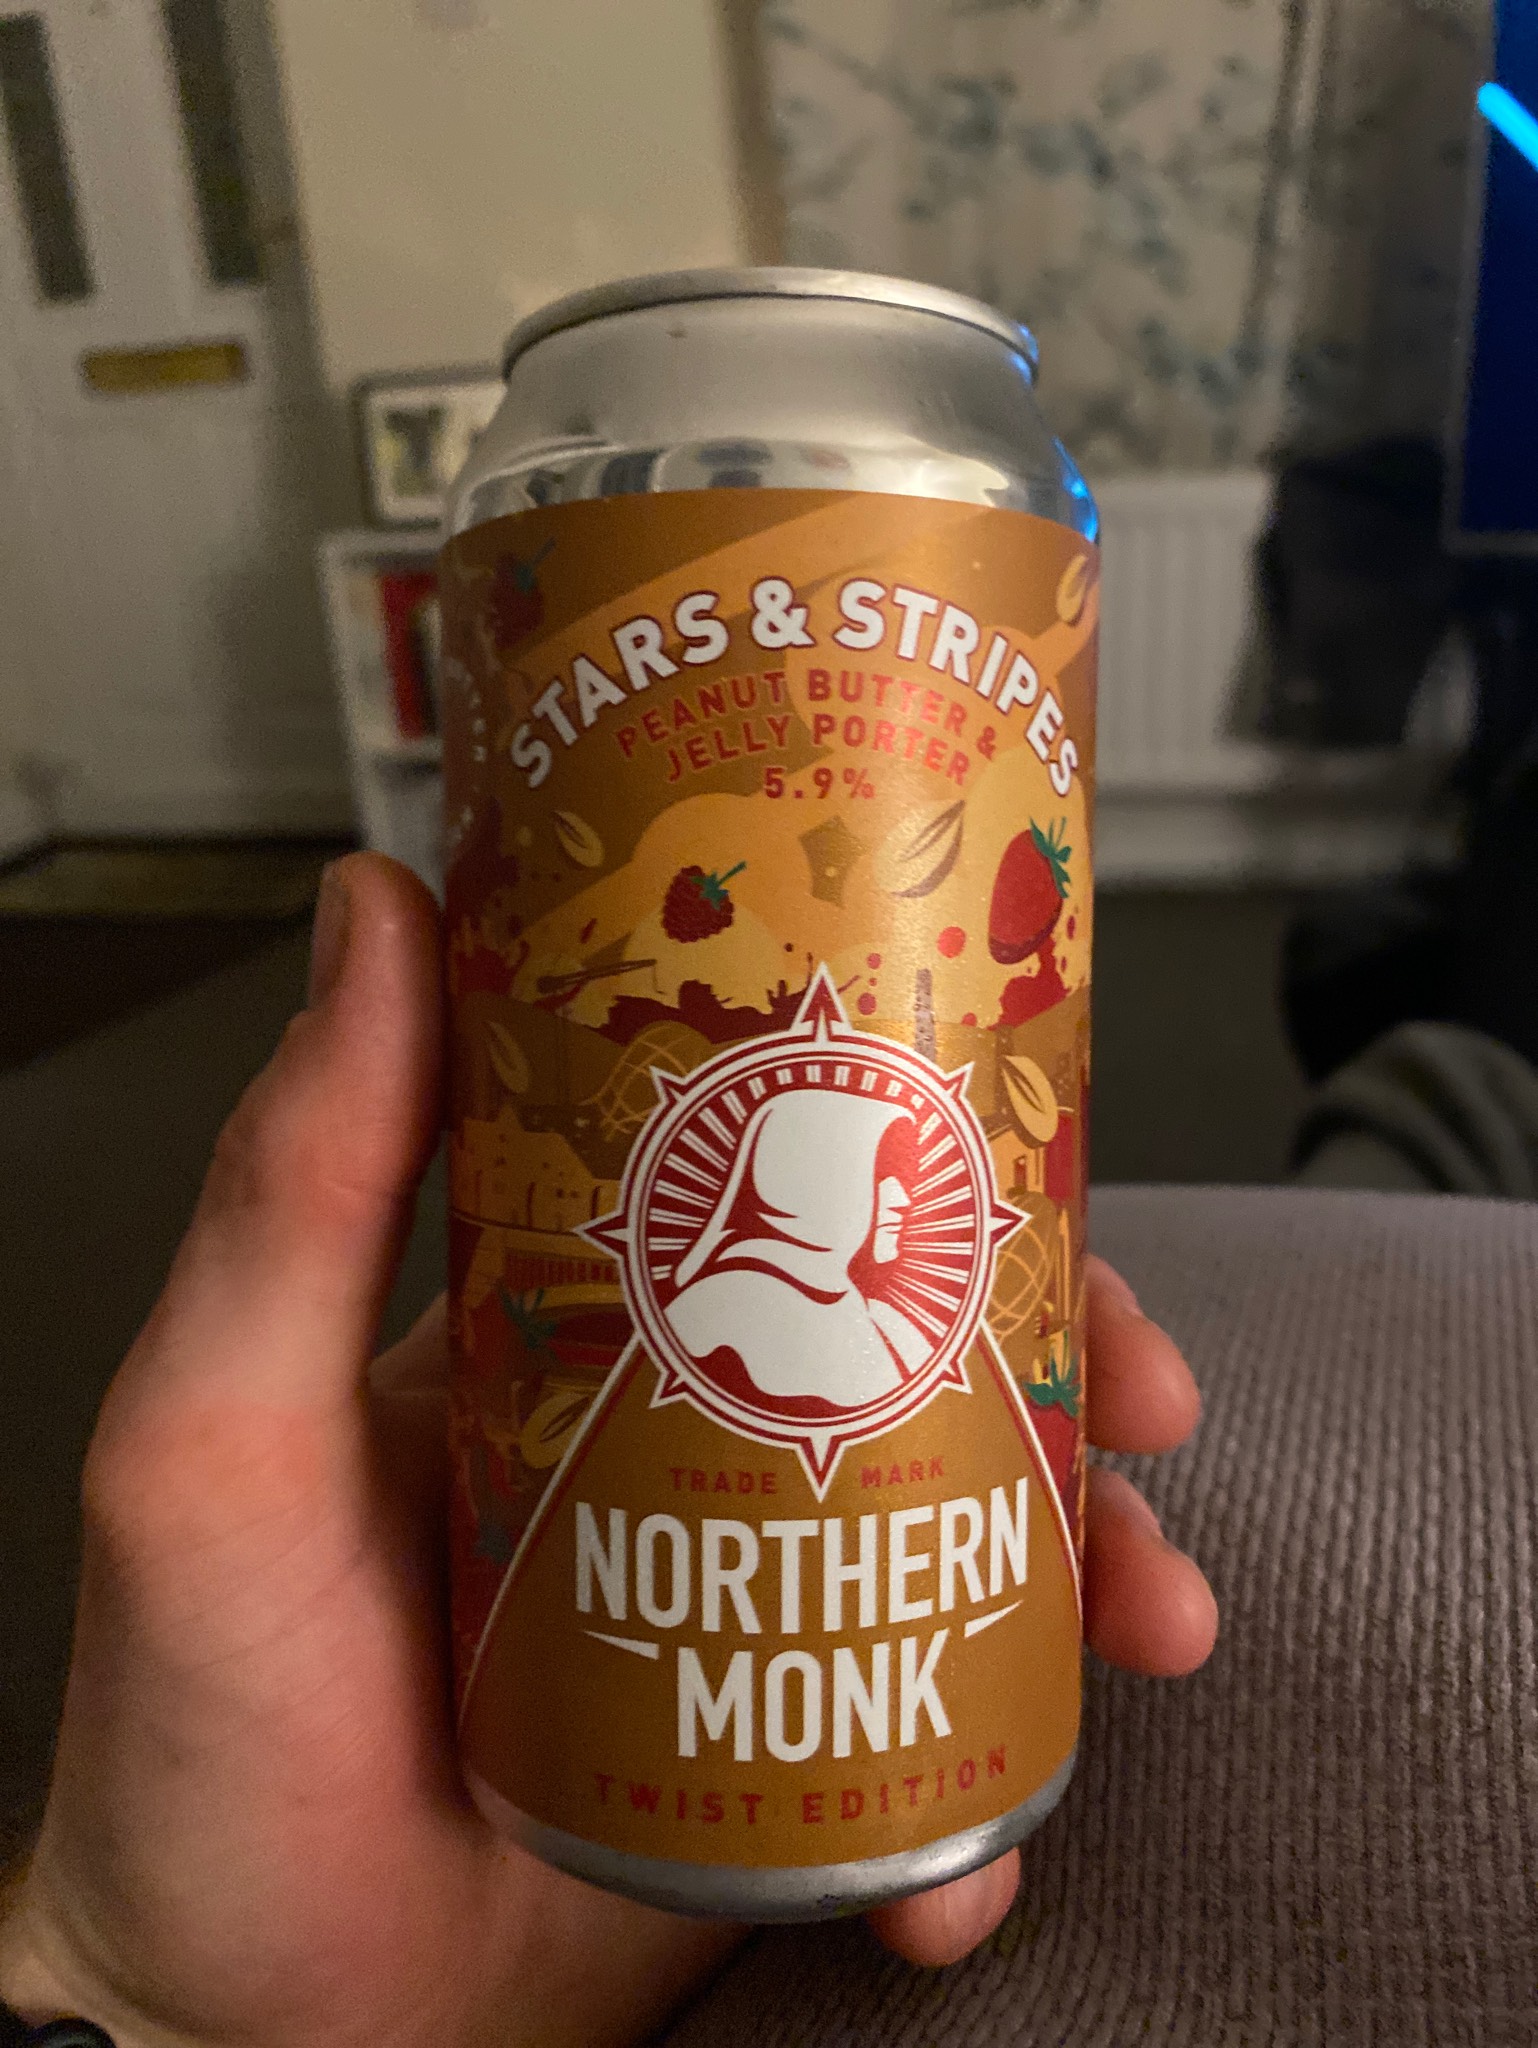 STARS & STRIPES
PEANUT BUTTER &
JELLY PORTER
5.9%
TRADE MARK
NORTHERN
MONK
TWIST EDITION